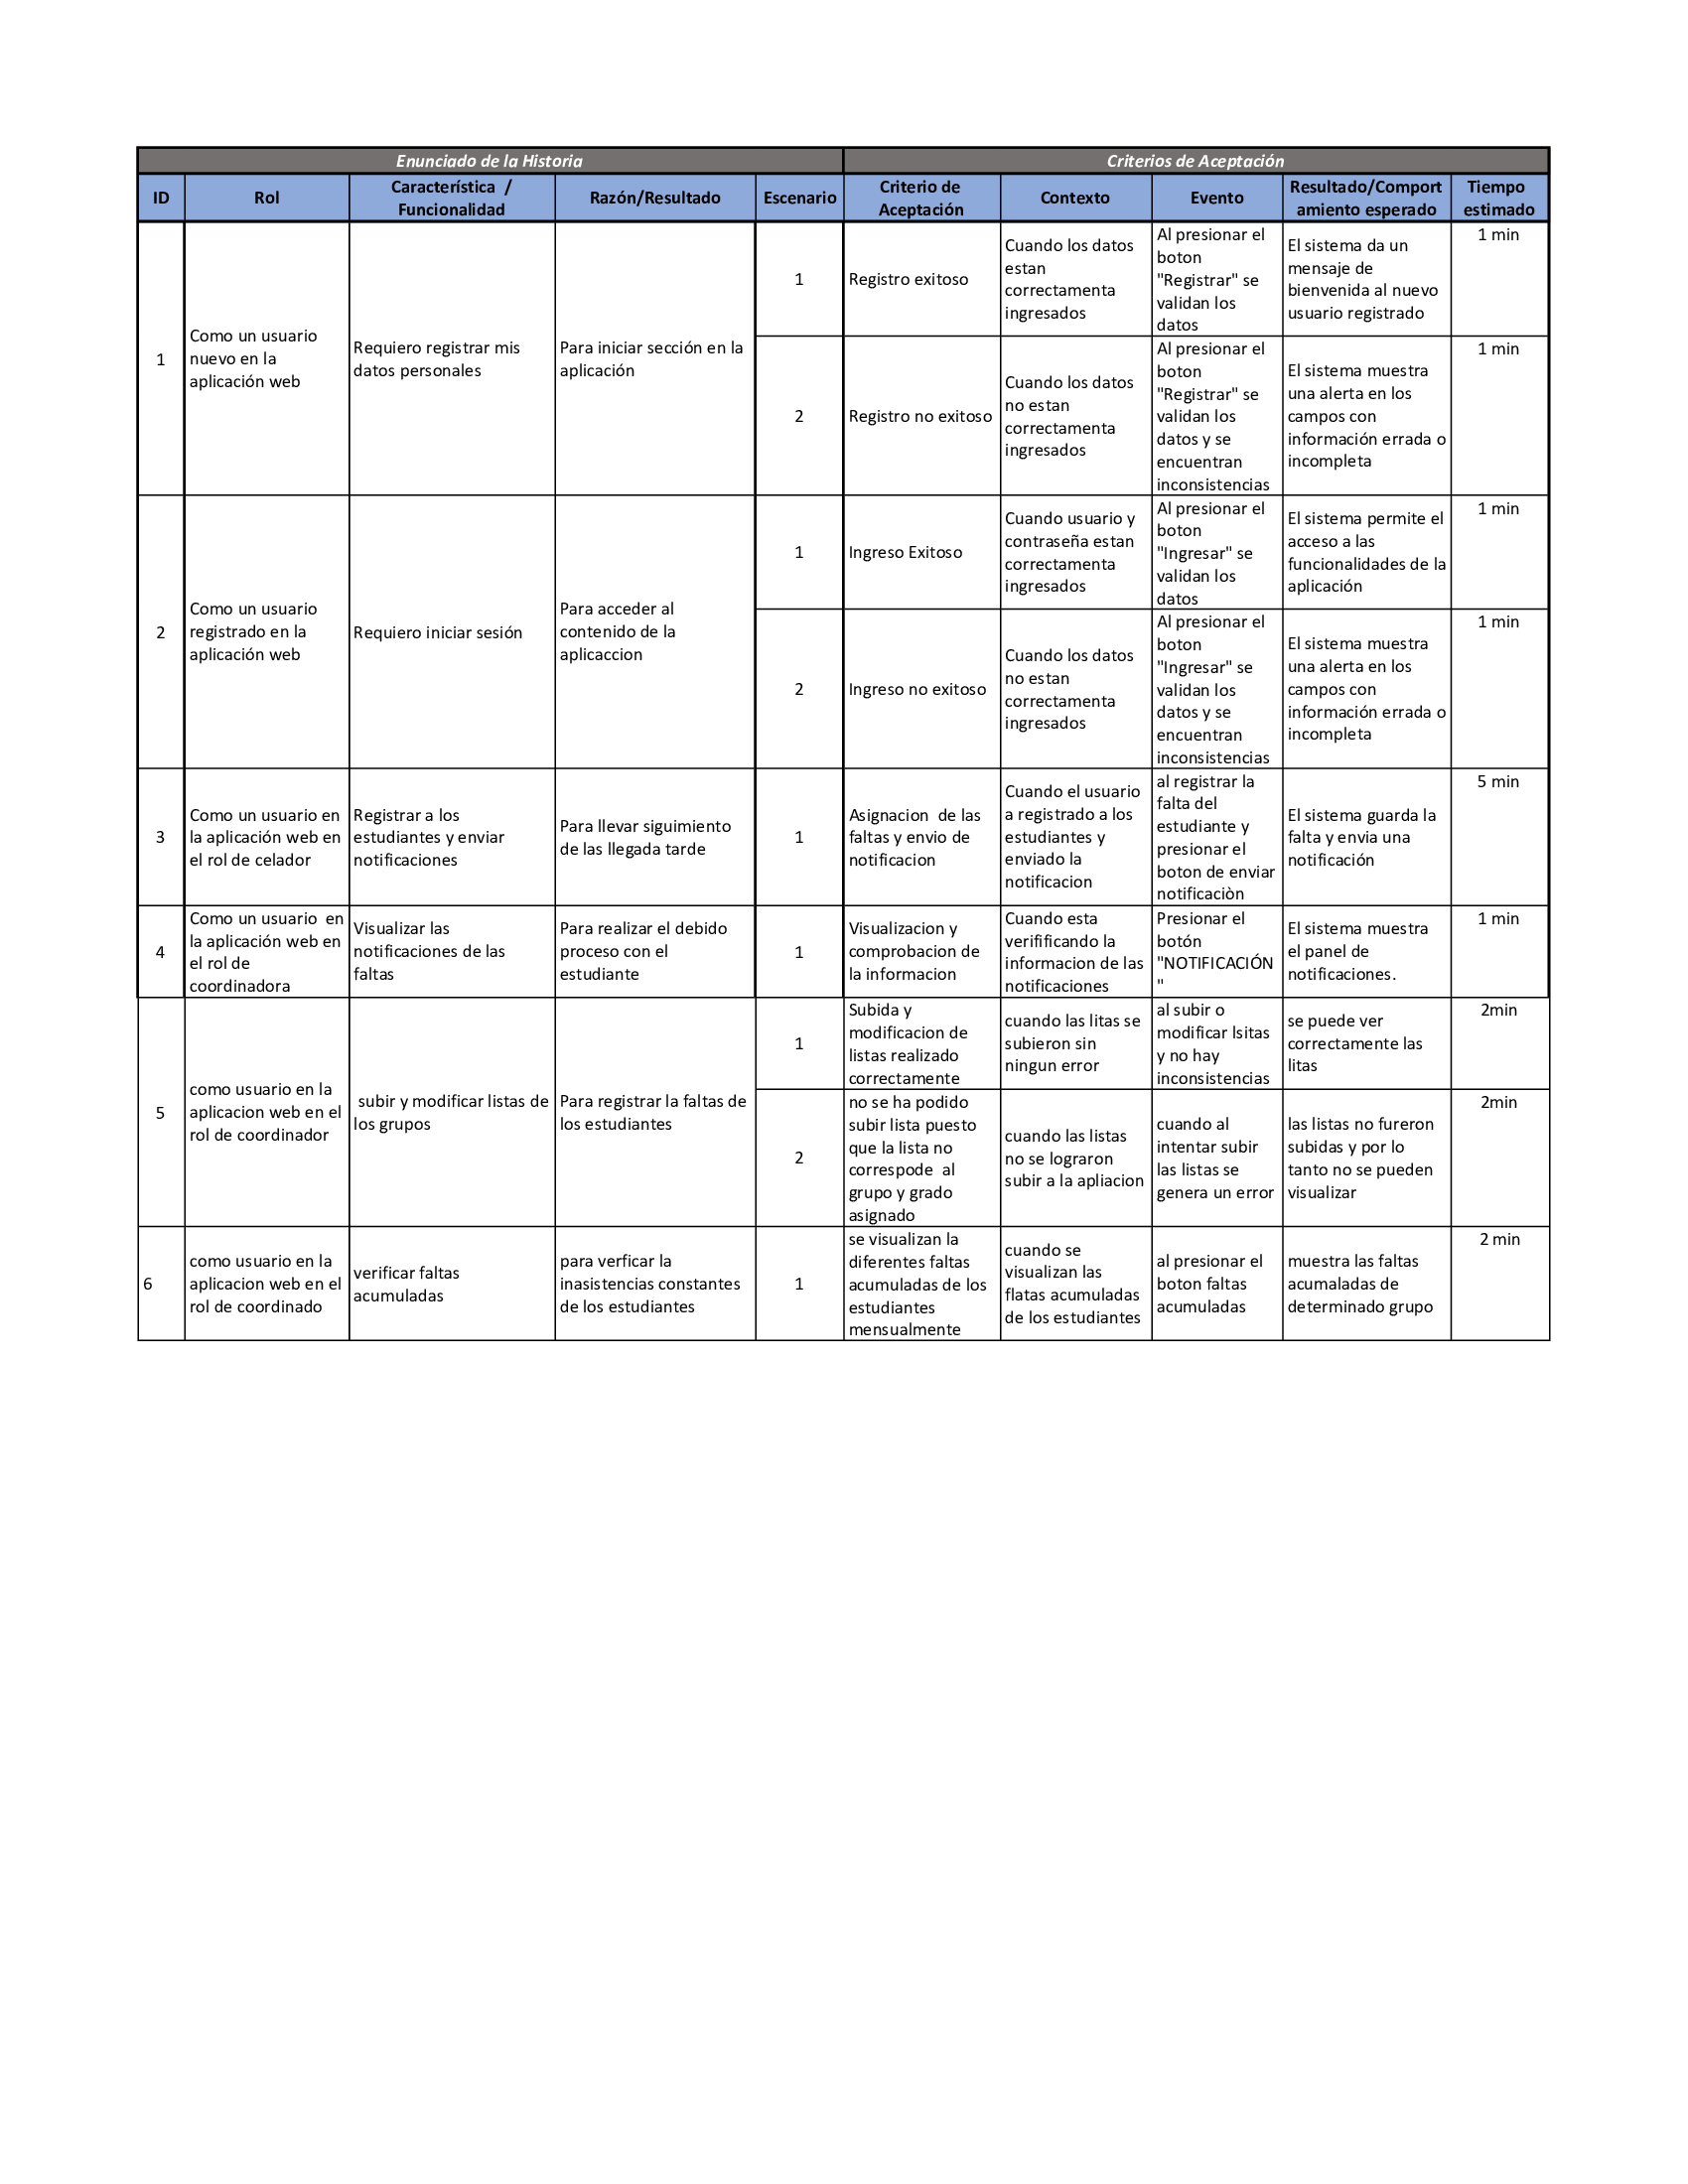 Enunciado de la Historia
Criterios de Aceptación
ID
Rol
Característica /
Funcionalidad
Razón/Resultado
Escenario
Criterio de
Aceptación
Contexto
Evento
Resultado/Comport
amiento esperado
Tiempo
estimado
1
Como un usuario
nuevo en la
aplicación web
Requiero registrar mis
datos personales
Para iniciar sección en la
aplicación
1
Registro exitoso
Cuando los datos
estan
correctamenta
ingresados
Al presionar el
boton
"Registrar" se
validan los
datos
El sistema da un
mensaje de
bienvenida al nuevo
usuario registrado
1 min
2
Registro no exitoso
Cuando los datos
no estan
correctamenta
ingresados
Al presionar el
boton
"Registrar" se
validan los
datos y se
encuentran
inconsistencias
El sistema muestra
una alerta en los
campos con
información errada o
incompleta
1 min
2
Como un usuario
registrado en la
aplicación web
Requiero iniciar sesión
Para acceder al
contenido de la
aplicaccion
1
Ingreso Exitoso
Cuando usuario y
contraseña estan
correctamenta
ingresados
Al presionar el
boton
"Ingresar" se
validan los
datos
El sistema permite el
acceso a las
funcionalidades de la
aplicación
1 min
2
Ingreso no exitoso
Cuando los datos
no estan
correctamenta
ingresados
Al presionar el
boton
"Ingresar" se
validan los
datos y se
encuentran
inconsistencias
El sistema muestra
una alerta en los
campos con
información errada o
incompleta
1 min
3
Como un usuario en
la aplicación web en
el rol de celador
Registrar a los
estudiantes y enviar
notificaciones
Para llevar siguimiento
de las llegada tarde
1
Asignacion  de las
faltas y envio de
notificacion
Cuando el usuario
a registrado a los
estudiantes y
enviado la
notificacion
al registrar la
falta del
estudiante y
presionar el
boton de enviar
notificaciòn
El sistema guarda la
falta y envia una
notificación
5 min
4
Como un usuario  en
la aplicación web en
el rol de
coordinadora
Visualizar las
notificaciones de las
faltas
Para realizar el debido
proceso con el
estudiante
1
Visualizacion y
comprobacion de
la informacion
Cuando esta
verifificando la
informacion de las
notificaciones
Presionar el
botón
"NOTIFICACIÓN
"
El sistema muestra
el panel de
notificaciones.
1 min
5
como usuario en la
aplicacion web en el
rol de coordinador
subir y modificar listas de
los grupos
Para registrar la faltas de
los estudiantes
1
Subida y
modificacion de
listas realizado
correctamente
cuando las litas se
subieron sin
ningun error
al subir o
modificar lsitas
y no hay
inconsistencias
se puede ver
correctamente las
litas
2min
2
no se ha podido
subir lista puesto
que la lista no
correspode  al
grupo y grado
asignado
cuando las listas
no se lograron
subir a la apliacion
cuando al
intentar subir
las listas se
genera un error
las listas no fureron
subidas y por lo
tanto no se pueden
visualizar
2min
6
como usuario en la
aplicacion web en el
rol de coordinado
verificar faltas
acumuladas
para verficar la
inasistencias constantes
de los estudiantes
1
se visualizan la
diferentes faltas
acumuladas de los
estudiantes
mensualmente
cuando se
visualizan las
flatas acumuladas
de los estudiantes
al presionar el
boton faltas
acumuladas
muestra las faltas
acumaladas de
determinado grupo
2 min